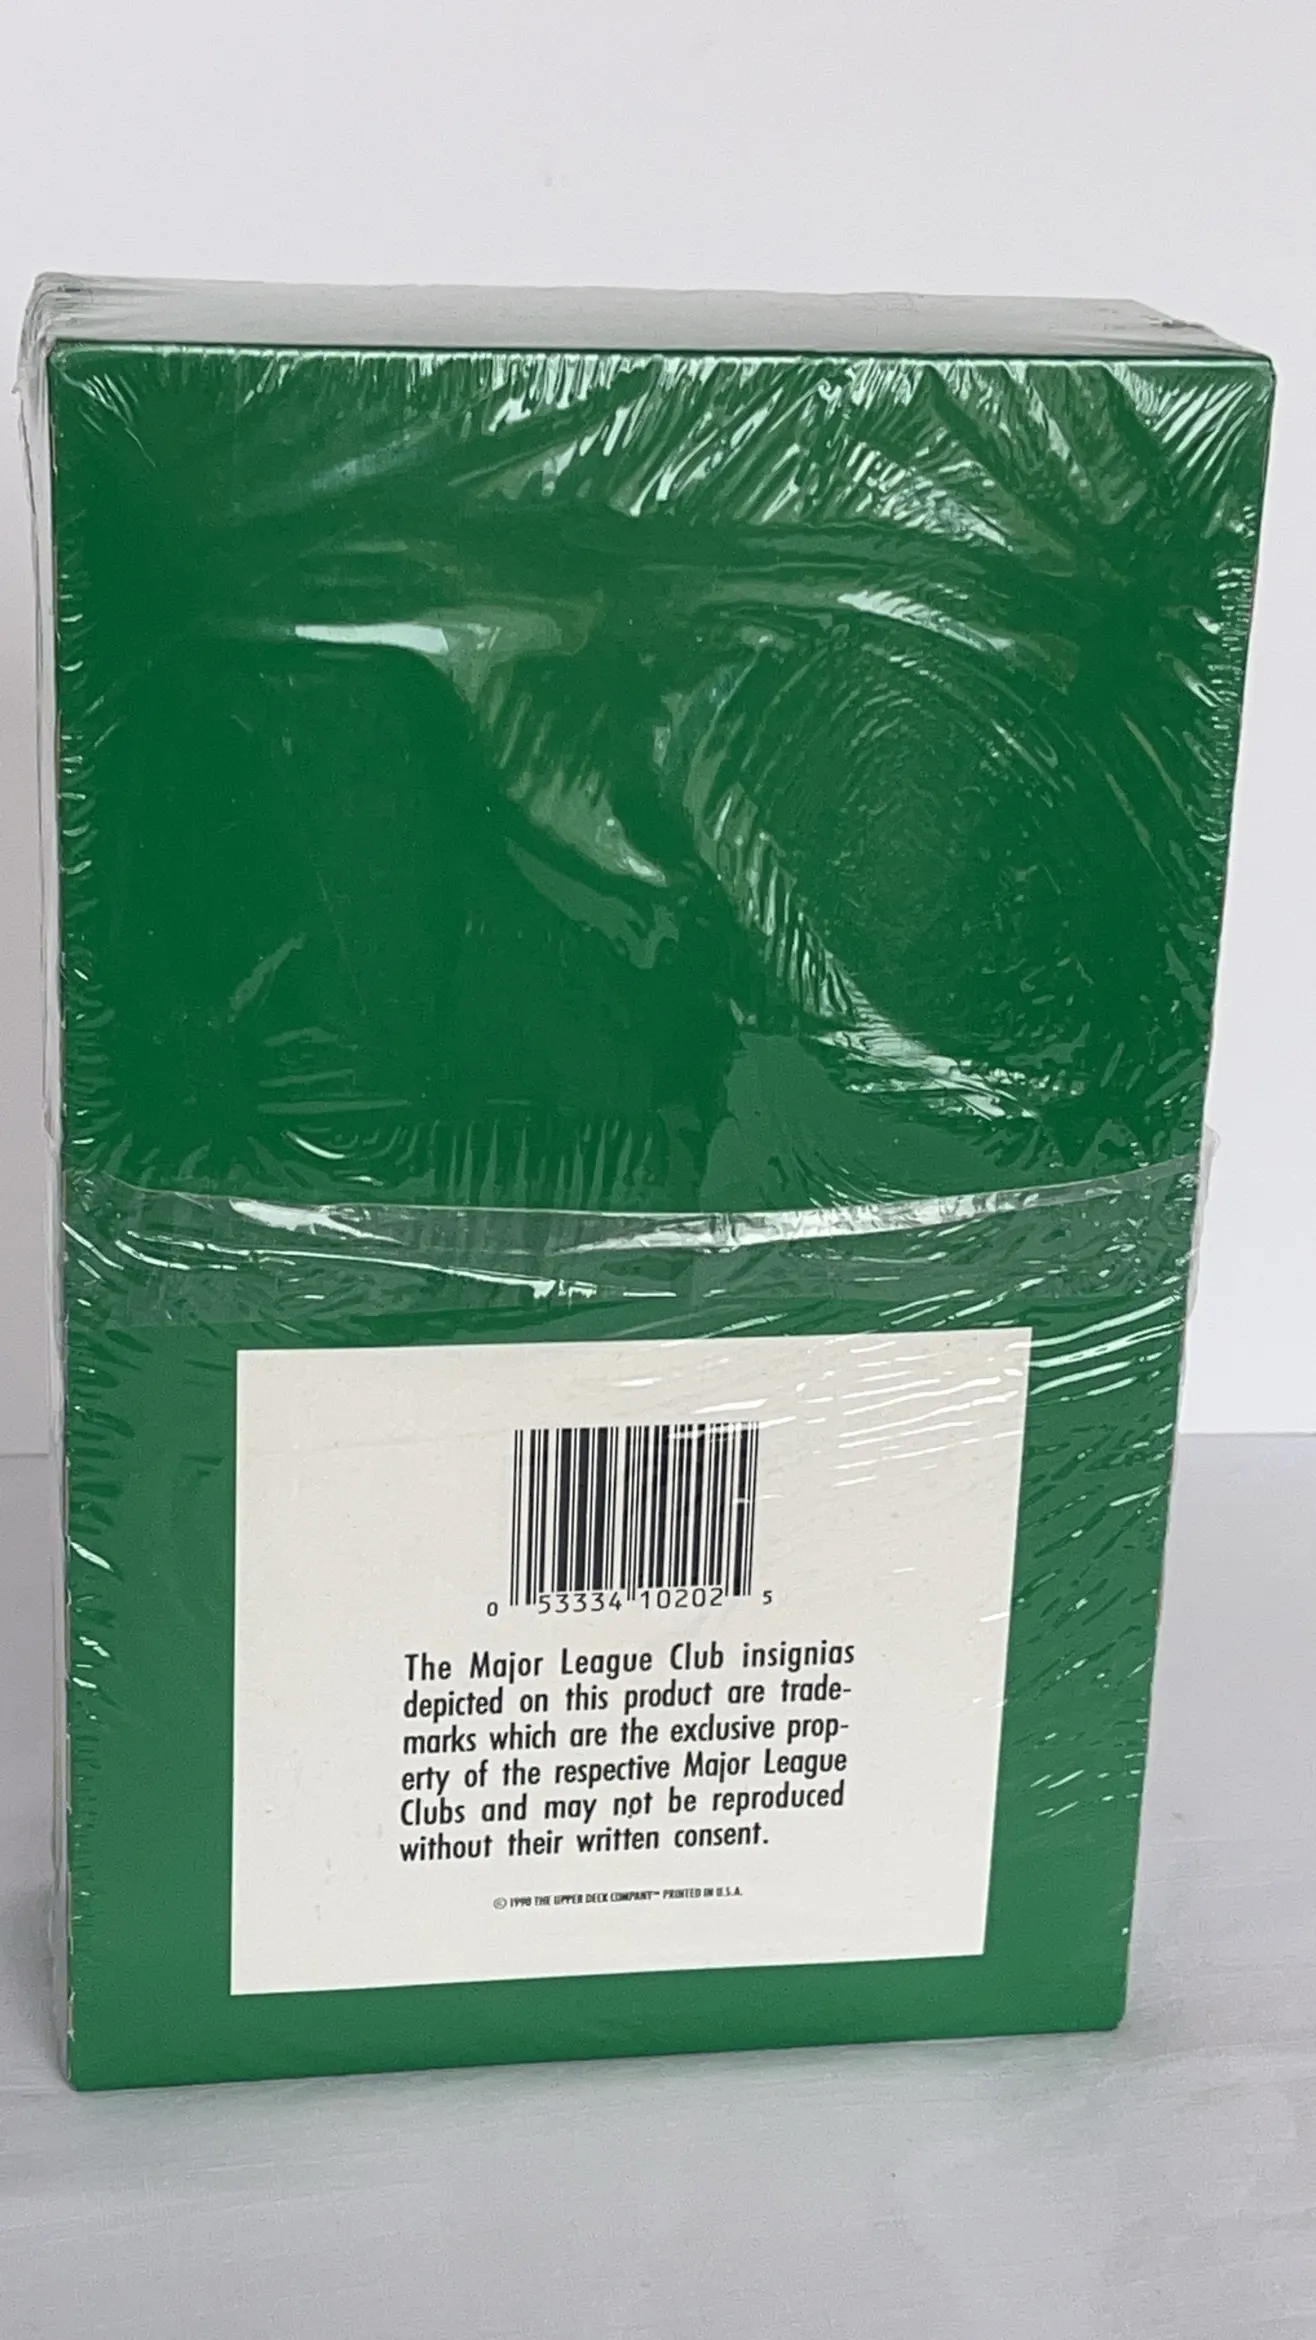 0 53334 10202 5
The Major League Club insignias
depicted on this product are trade-
marks which are the exclusive prop-
erty of the respective Major League
Clubs and may not be reproduced
without their written consent.
© 1990 THE UPPER DECK COMPANY™ PRINTED IN U.S.A.